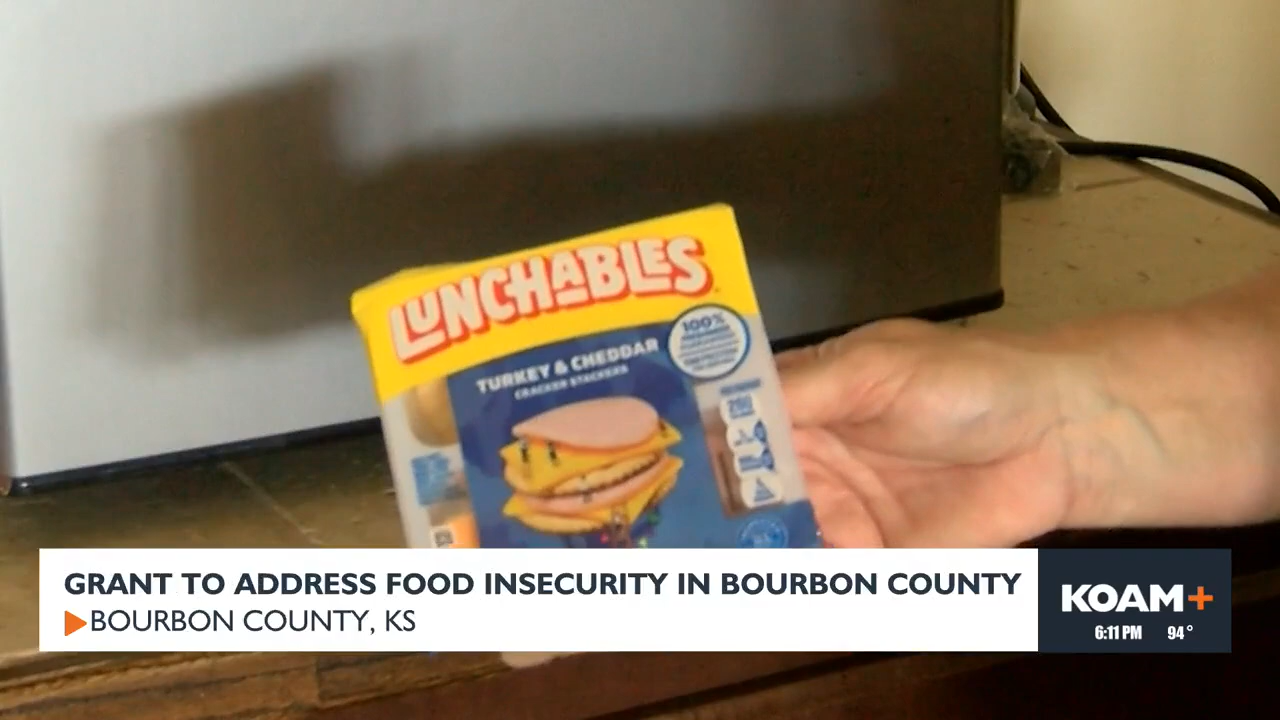 LUNCHABLES
100%
TURKEY & CHEDDAR
CRACKER STACKERS
GRANT TO ADDRESS FOOD INSECURITY IN BOURBON COUNTY
BOURBON COUNTY, KS
KOAM+
6:11 PM 94°